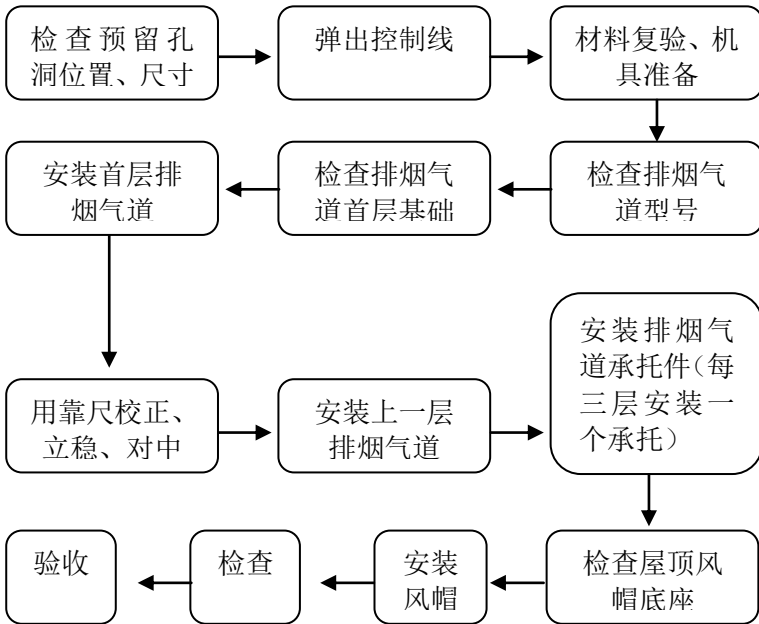 检查预留孔
洞位置、尺寸
弹出控制线
材料复验、机
具准备
检查排烟气
道型号
检查排烟气
道首层基础
安装首层排
烟气道
用靠尺校正、
立稳、对中
安装上一层
排烟气道
安装排烟气
道承托件（每
三层安装一
个承托）
检查屋顶风
帽底座
安装
风帽
检查
验收